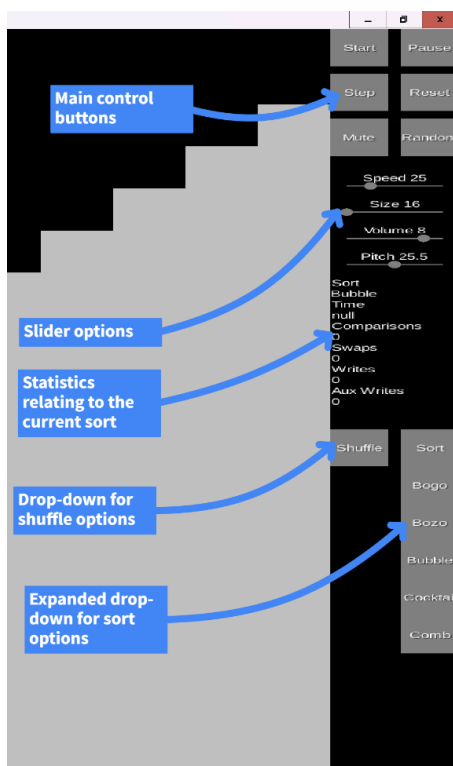 Start Pause
Main control
buttons
Step Reset
Mute Random
Speed 25
Size 16
Volume 8
Pitch 25.5
Sort
Bubble
Time
null
Slider options
Comparisons
0
Swaps
0
Writes
0
Aux Writes
0
Statistics
relating to the
current sort
Shuffle Sort
Bogo
Drop-down for
shuffle options
Bozo
Bubble
Expanded drop-
down for sort
options
Cocktai
Comb